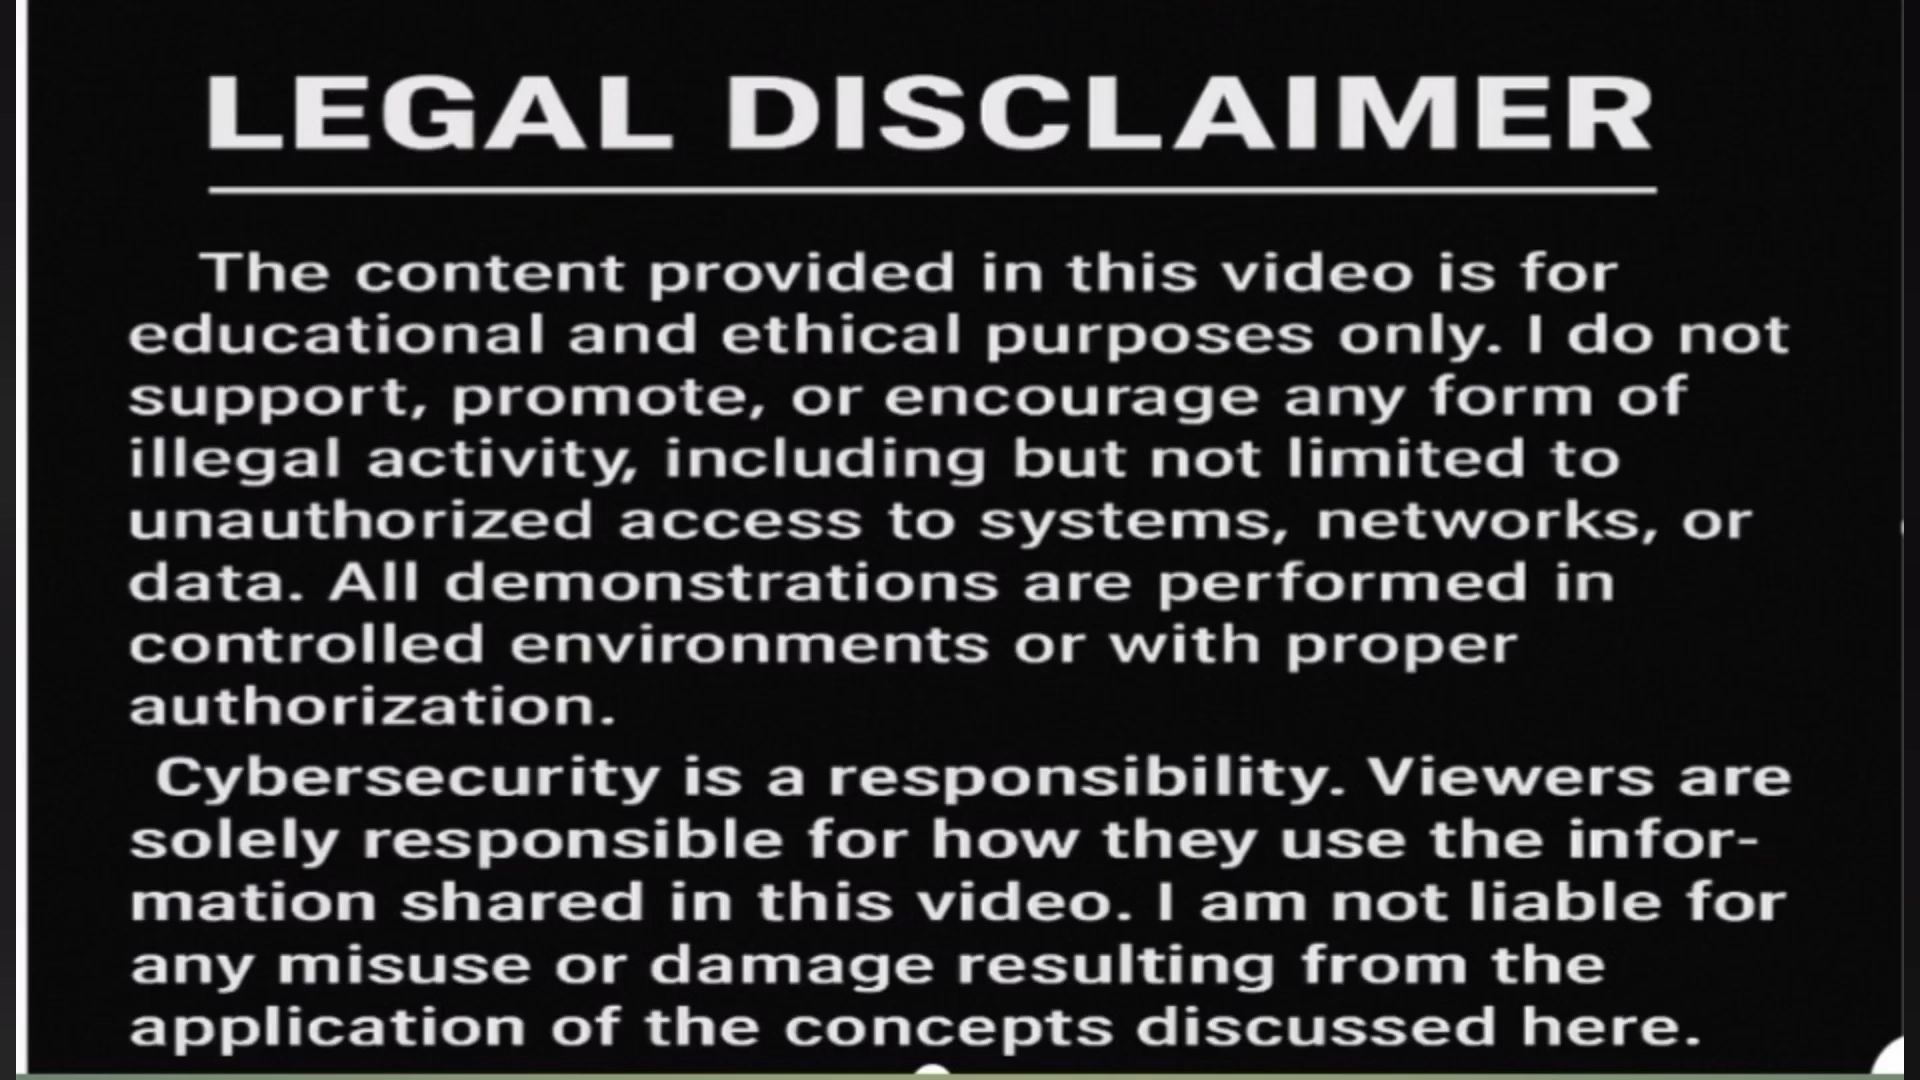 LEGAL DISCLAIMER
The content provided in this video is for
educational and ethical purposes only. I do not
support, promote, or encourage any form of
illegal activity, including but not limited to
unauthorized access to systems, networks, or
data. All demonstrations are performed in
controlled environments or with proper
authorization.
Cybersecurity is a responsibility. Viewers are
solely responsible for how they use the infor-
mation shared in this video. I am not liable for
any misuse or damage resulting from the
application of the concepts discussed here.